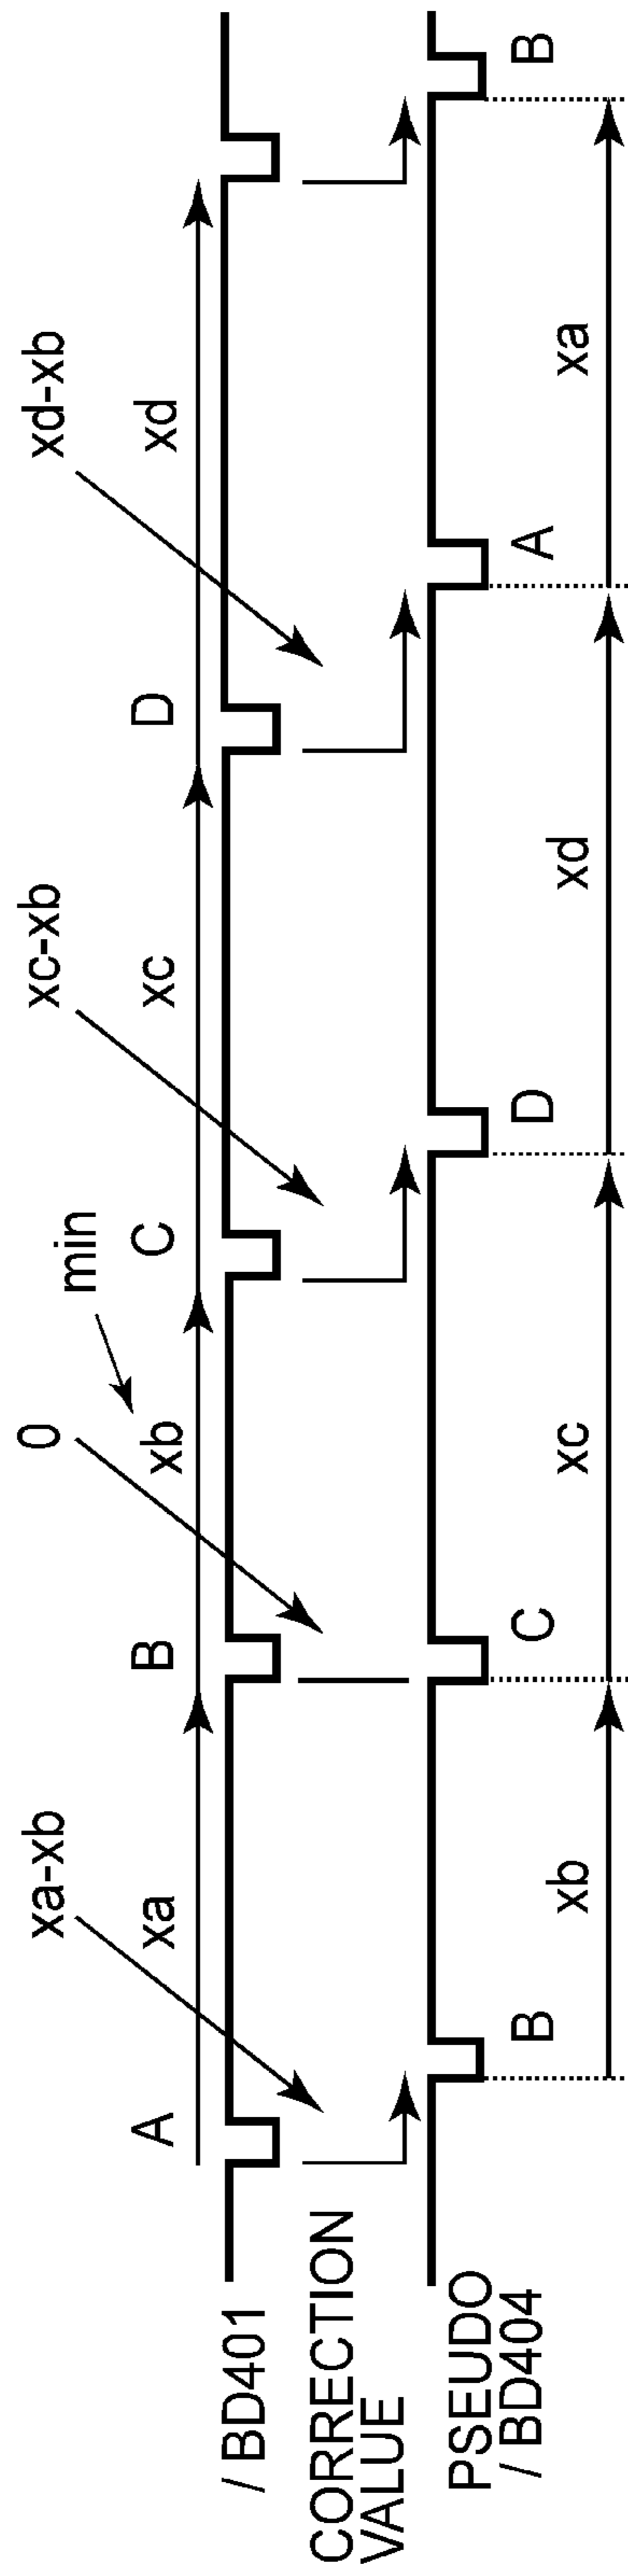 xa-xb
0
min
xc-xb
xd-xb
A
xa
B
xb
C
xc
D
xd
/ BD401
CORRECTION
VALUE
PSEUDO
/ BD404
B
C
D
A
B
xb
xc
xd
xa